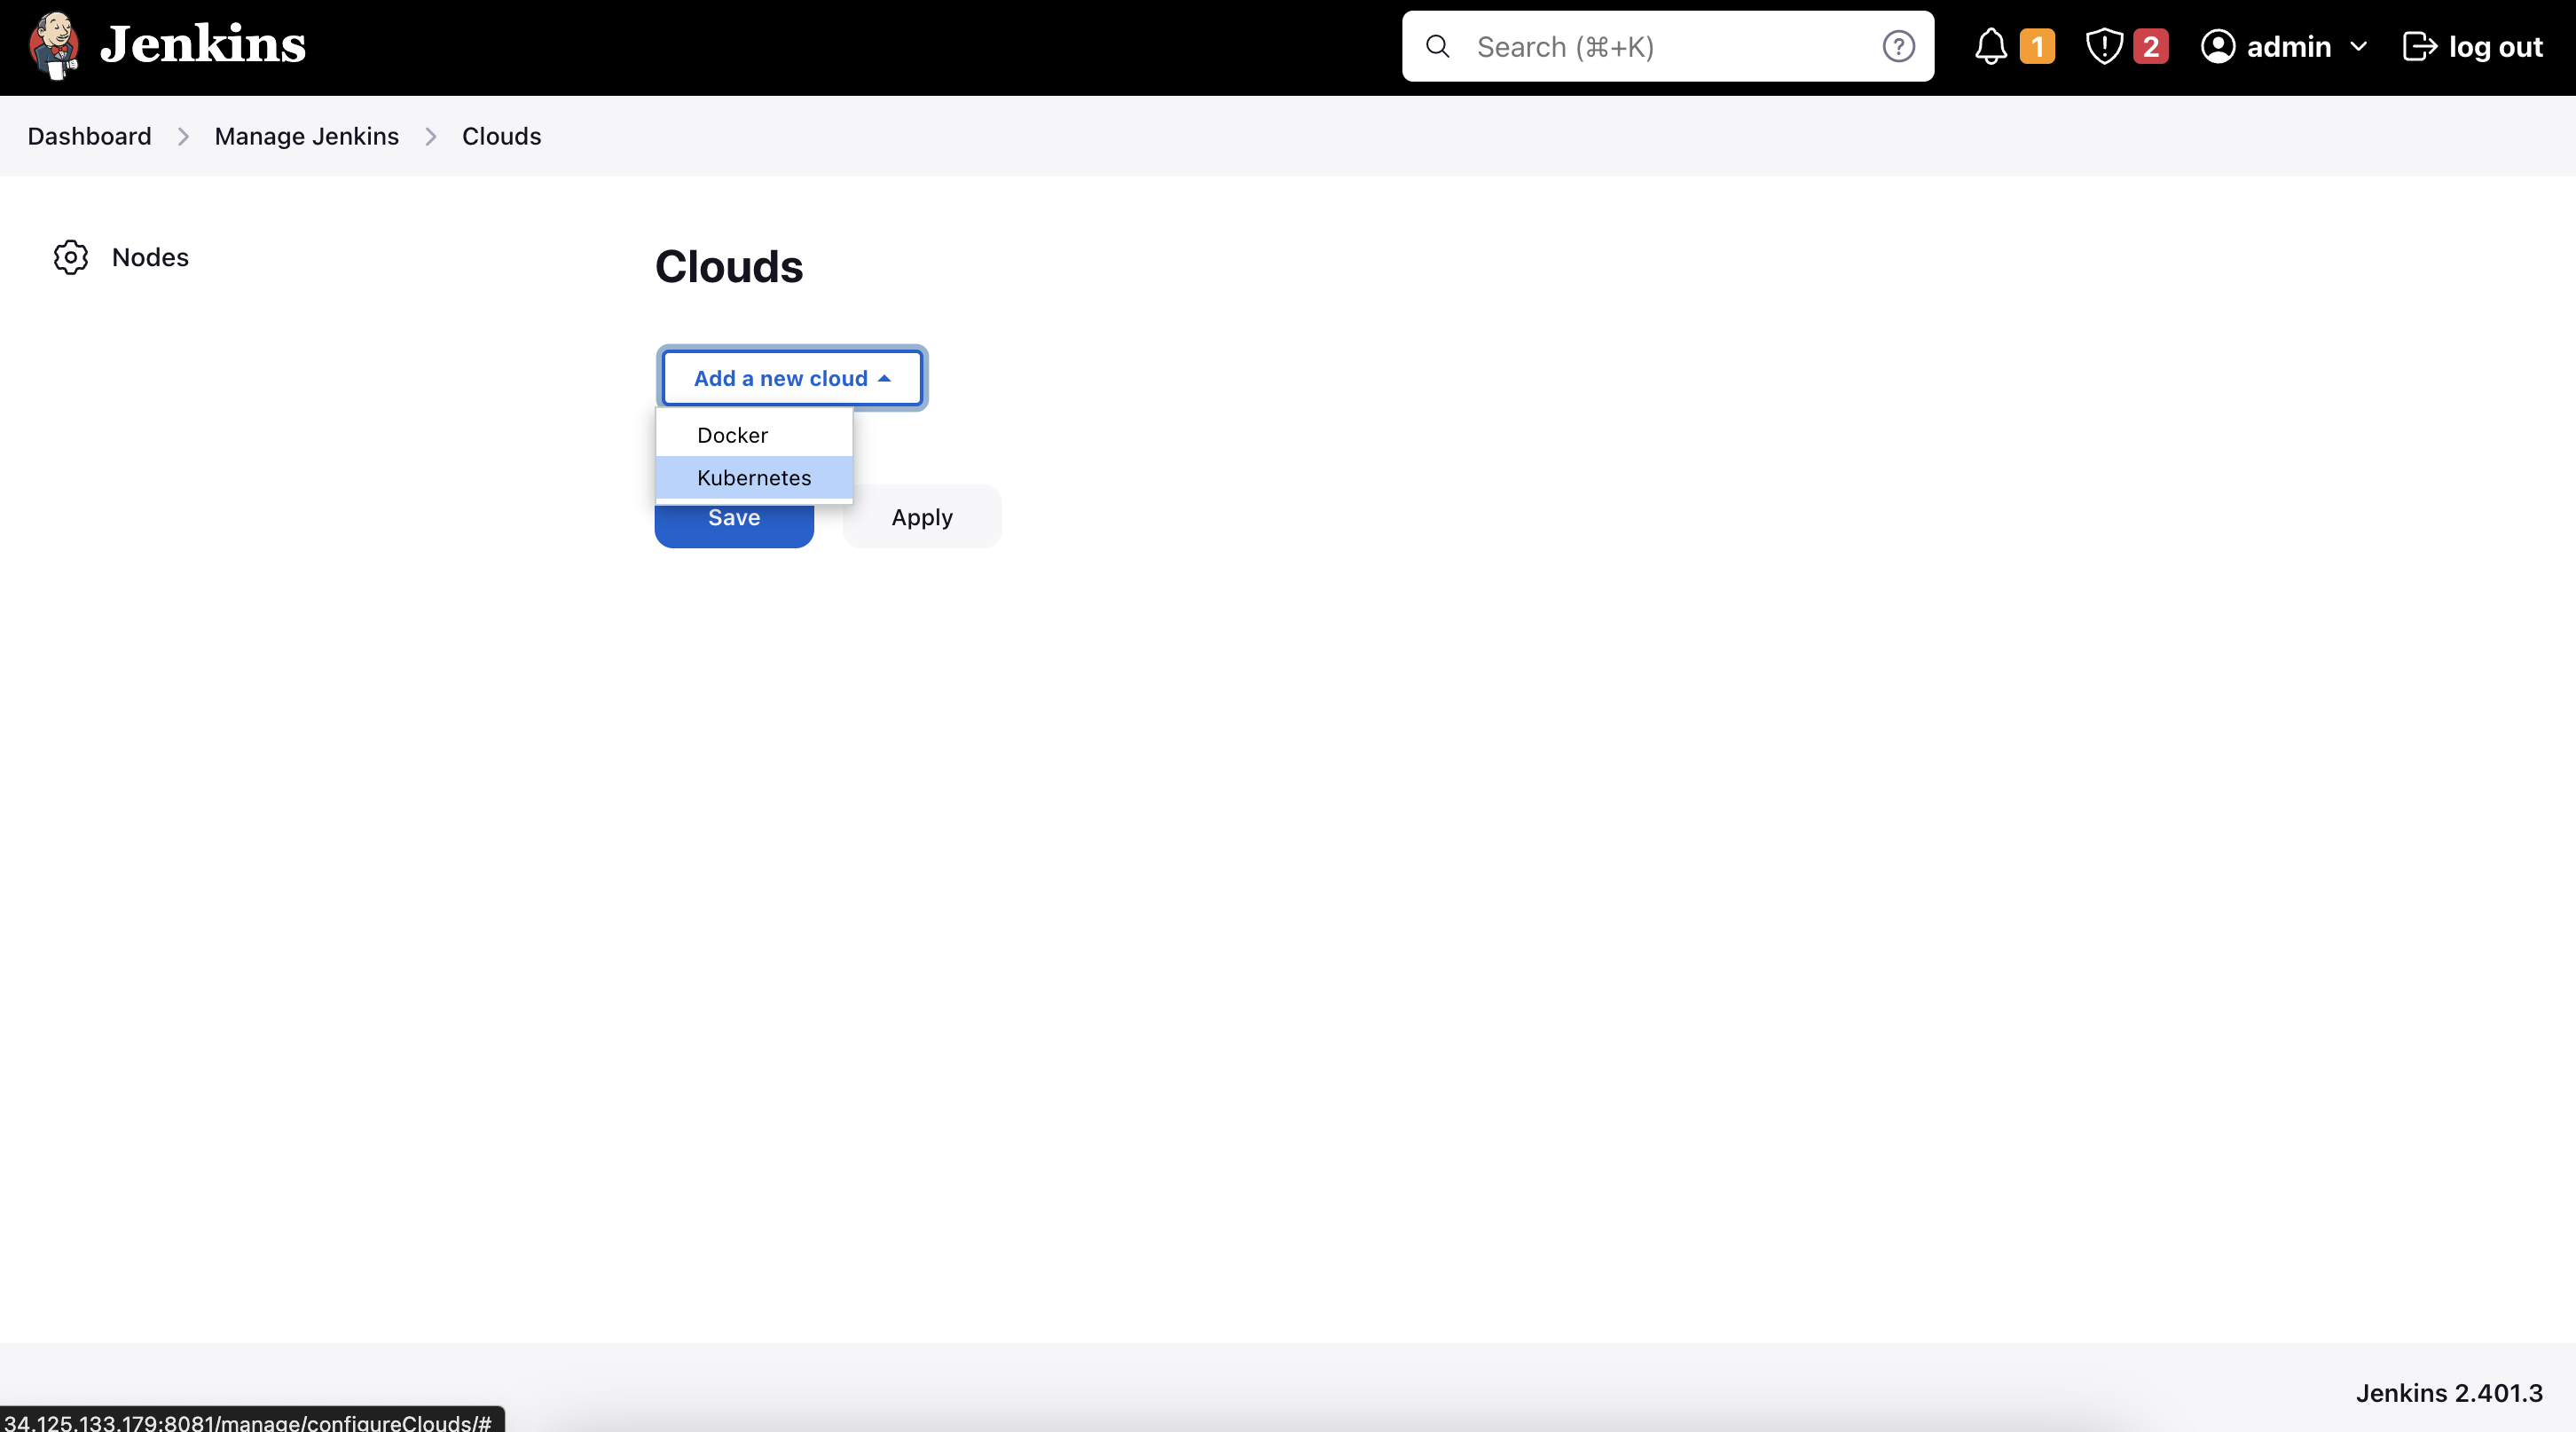 Jenkins
Search (⌘+K)
?
1
2
admin
log out
Dashboard
Manage Jenkins
Clouds
Nodes
Clouds
Add a new cloud
Docker
Kubernetes
Save
Apply
Jenkins 2.401.3
34.125.133.179:8081/manage/configureClouds/#